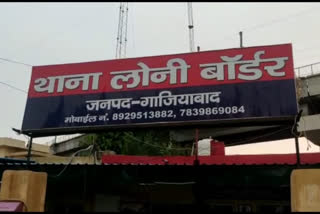 थाना लोनी बॉर्डर
जनपद-गाजियाबाद
मोबाईल नं. 8929513882, 7839869084